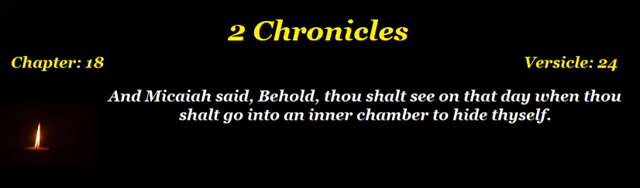 2 Chronicles
Chapter: 18 Versicle: 24
And Micaiah said, Behold, thou shalt see on that day when thou
shalt go into an inner chamber to hide thyself.